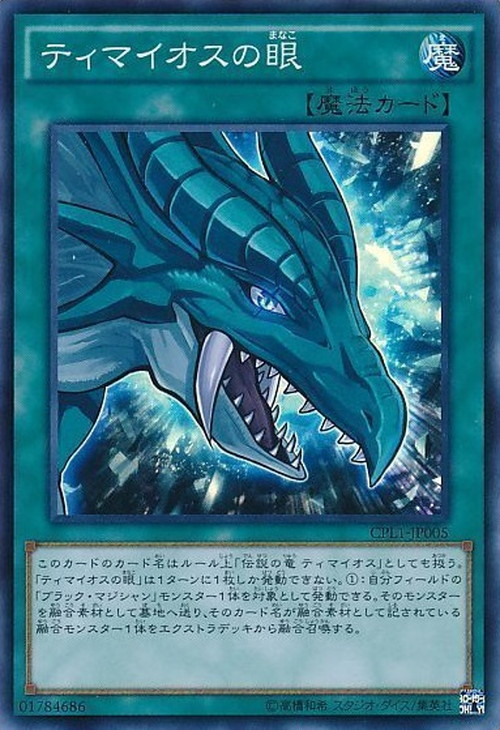 ティマイオスの眼
まなこ
魔
【魔法カード】
CPL1-JP005
このカードのカード名はルール上「伝説の竜 ティマイオス」としても扱う。
「ティマイオスの眼」は1ターンに1枚しか発動できない。①:自分フィールドの
「ブラック・マジシャン」モンスター1体を対象として発動できる。そのモンスター
を融合素材として墓地へ送り、そのカード名が融合素材として記されている
融合モンスター1体をエクストラデッキから融合召喚する。
01784686
©高橋和希 スタジオ・ダイス/集英社